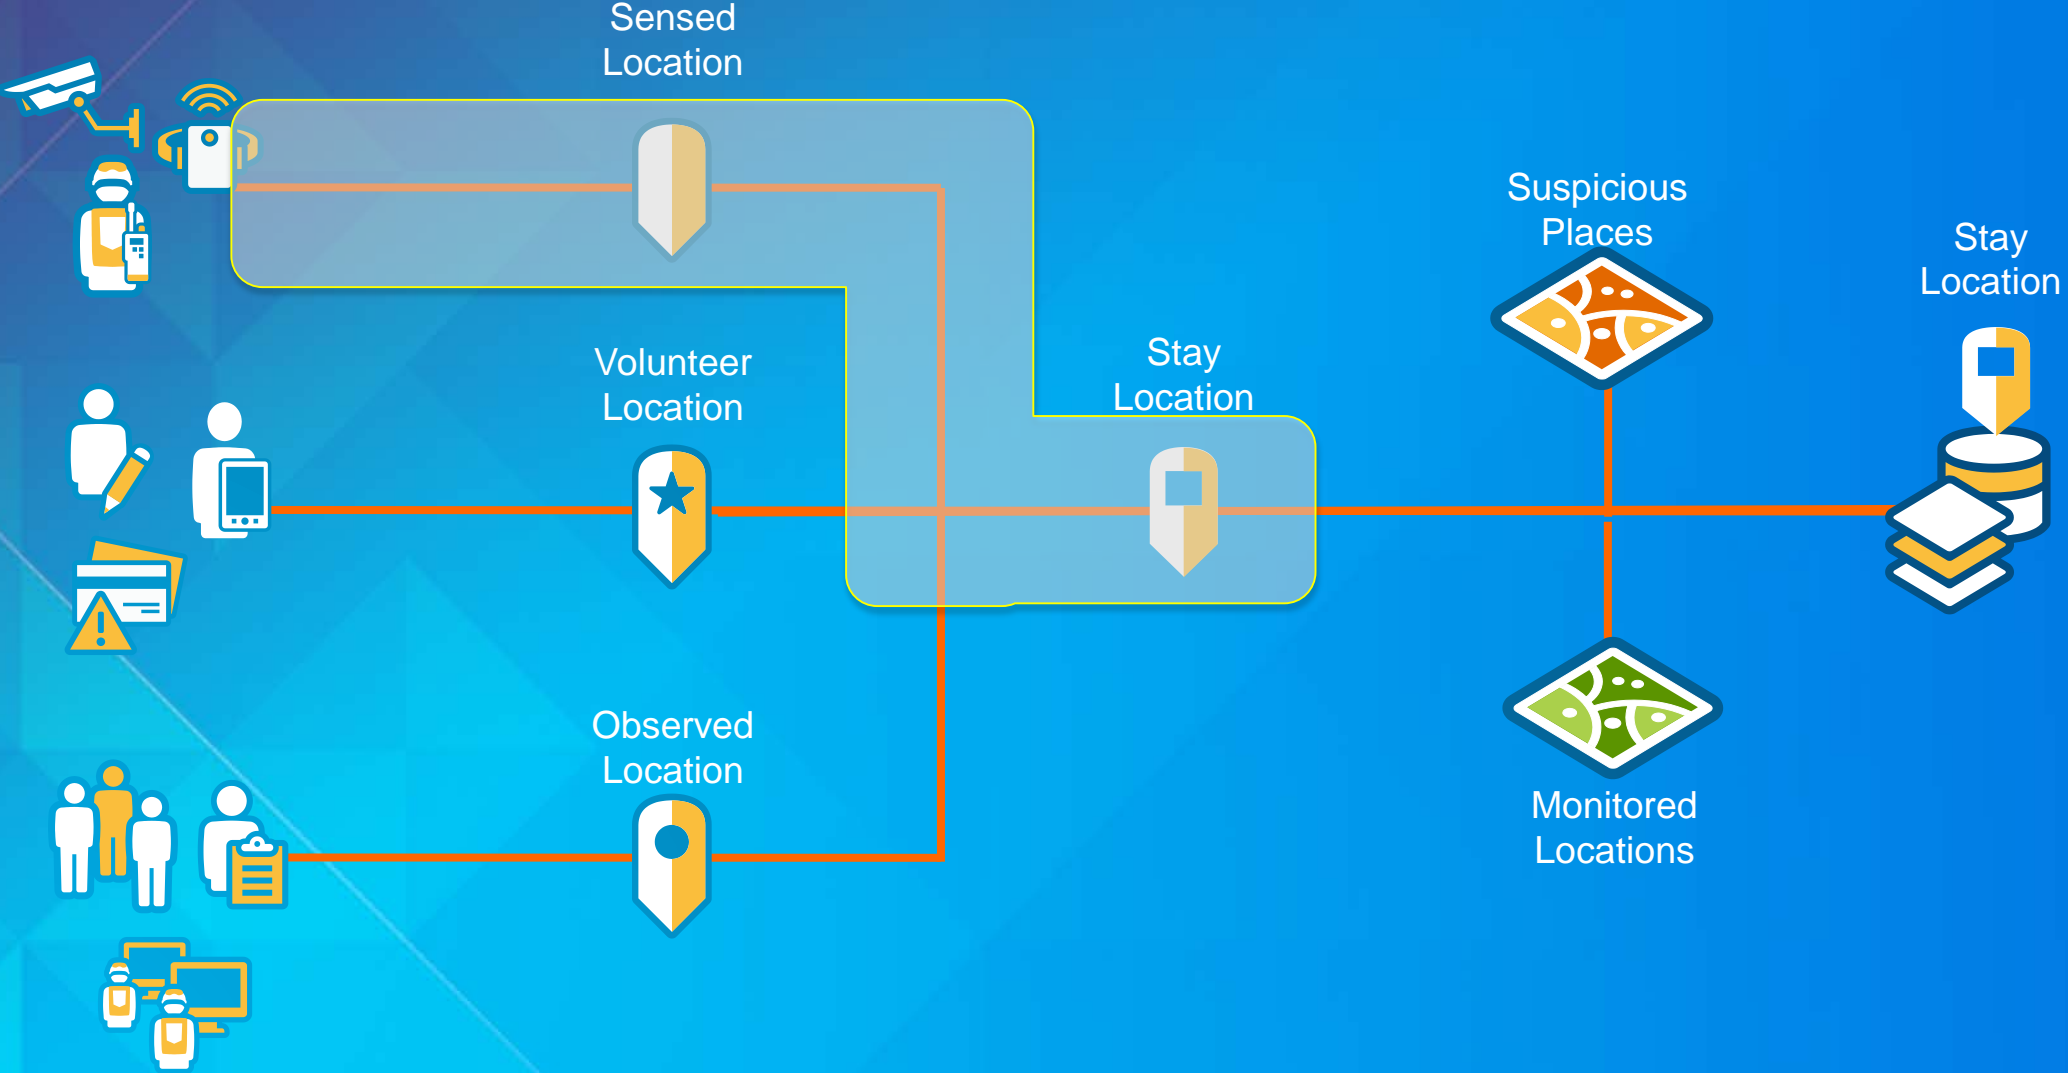 Sensed
Location
Volunteer
Location
Observed
Location
Stay
Location
Suspicious
Places
Monitored
Locations
Stay
Location